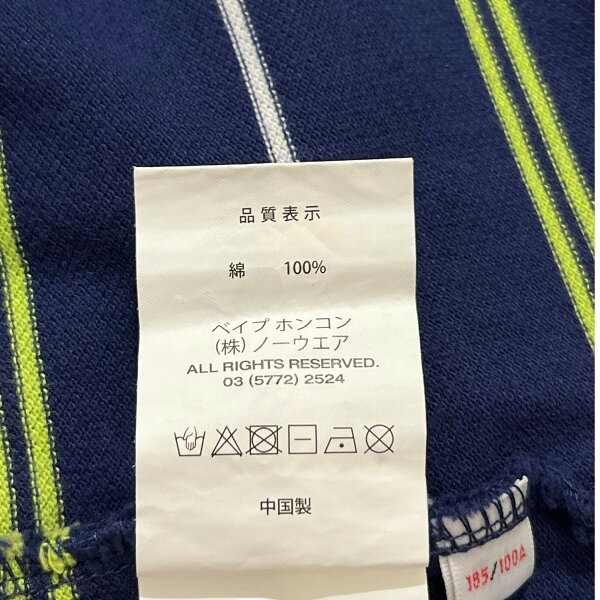 品質表示
綿 100%
ベイプ ホンコン
(株) ノーウエア
ALL RIGHTS RESERVED.
03 (5772) 2524
中国製
185/100A